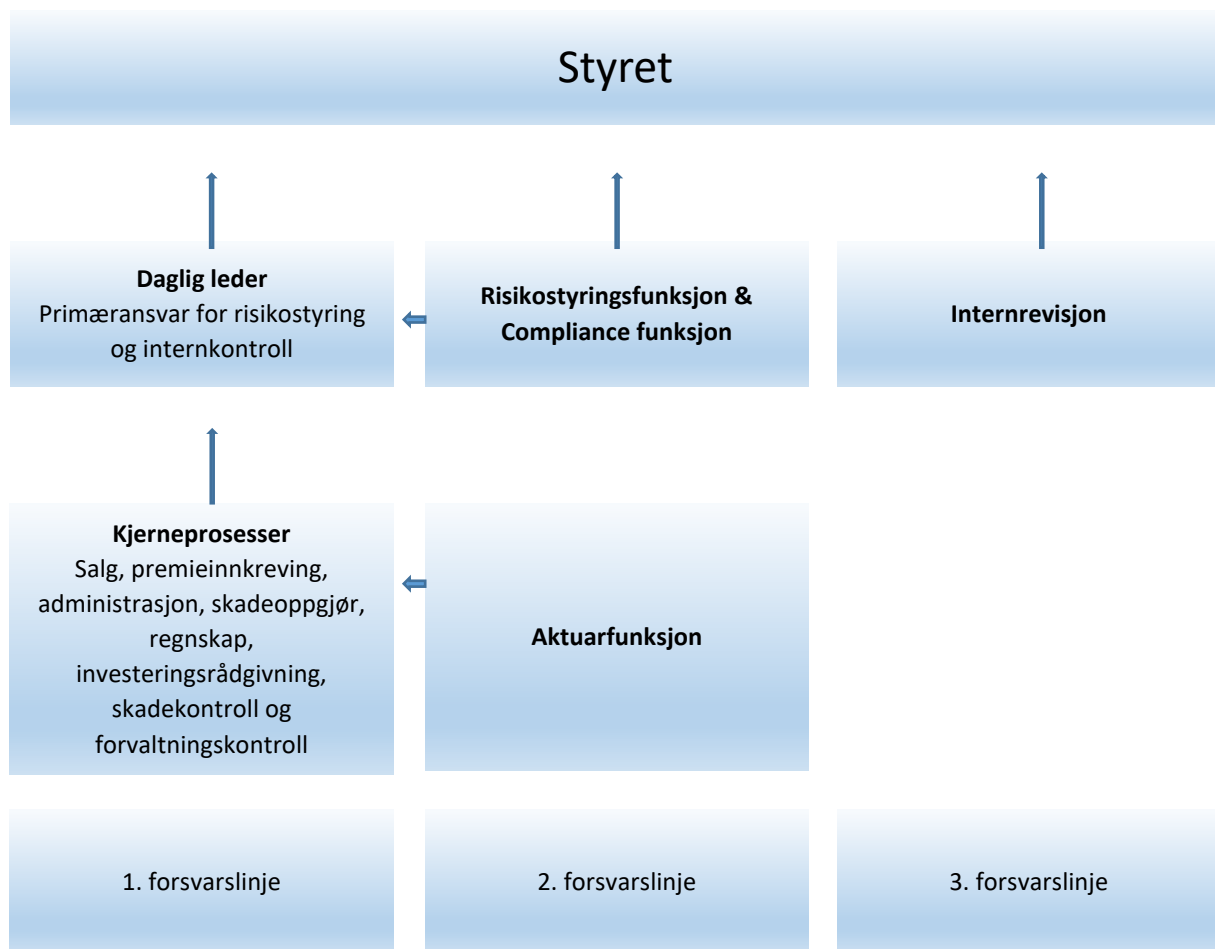 Styret
Daglig leder
Primæransvar for risikostyring
og internkontroll
Risikostyringsfunksjon &
Compliance funksjon
Internrevisjon
Kjerneprosesser
Salg, premieinnkreving,
administrasjon, skadeoppgjør,
regnskap,
investeringsrådgivning,
skadekontroll og
forvaltningskontroll
Aktuarfunksjon
1. forsvarslinje
2. forsvarslinje
3. forsvarslinje